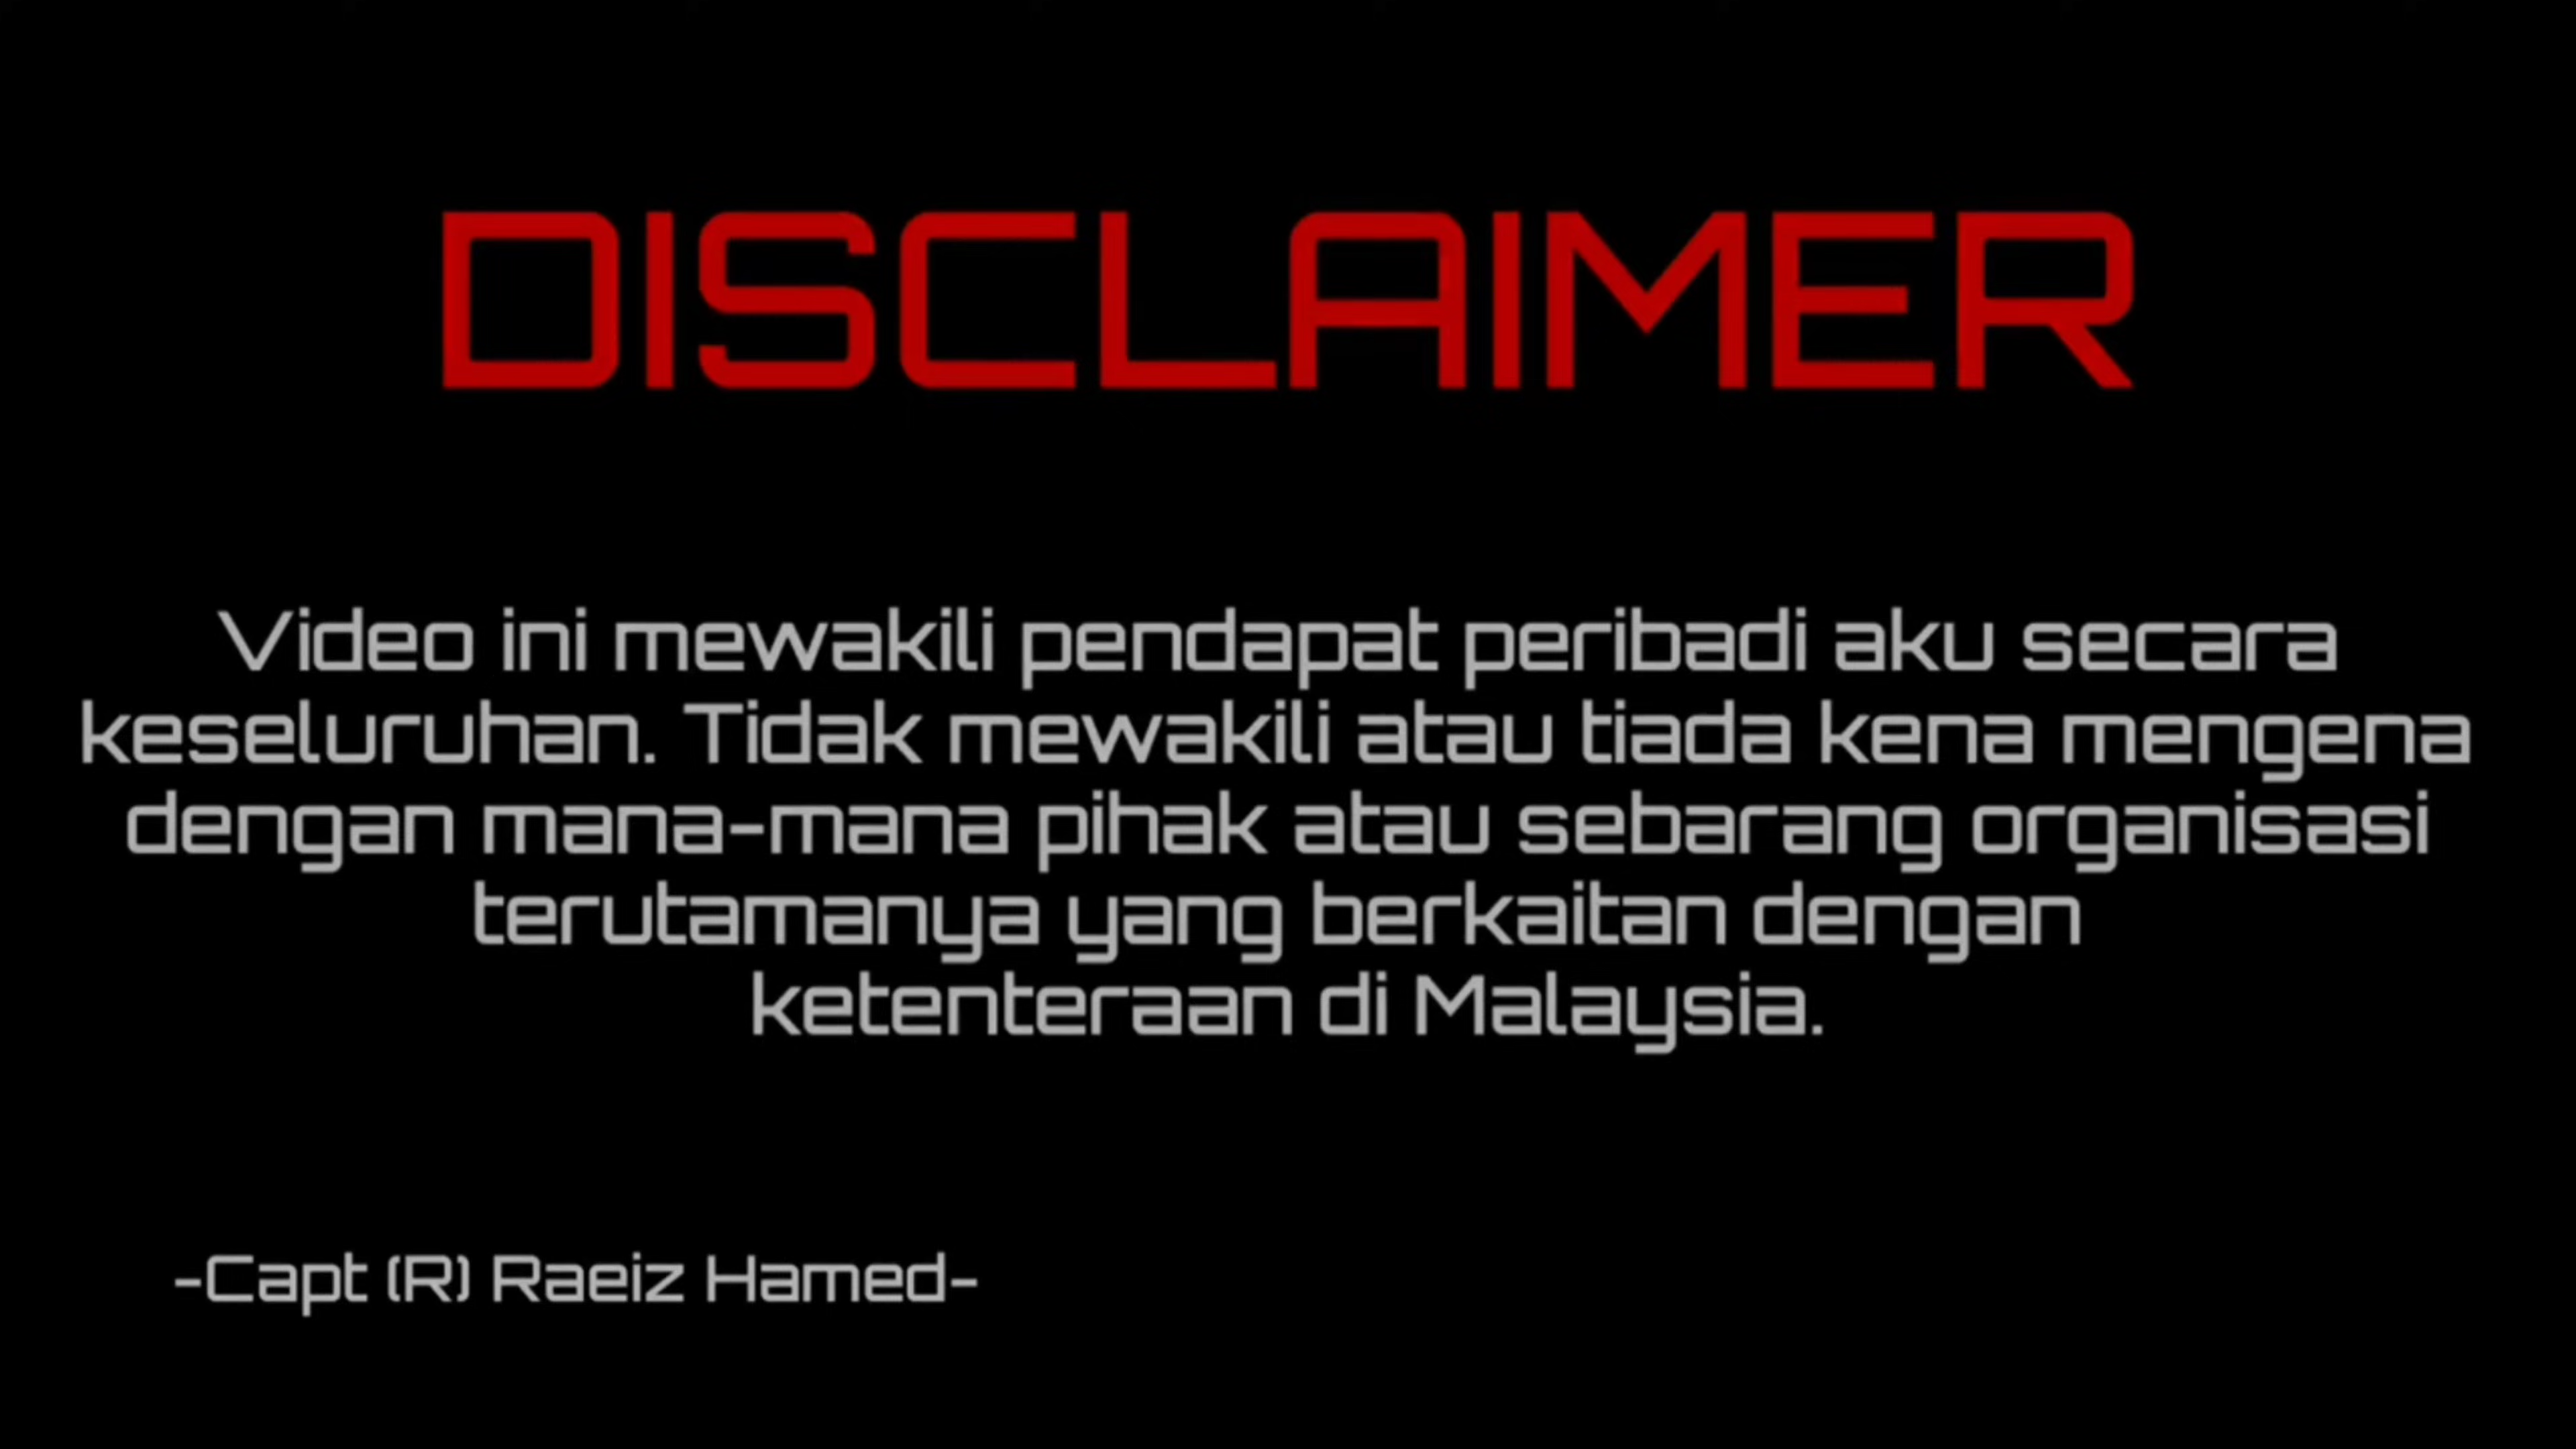 DISCLAIMER
Video ini mewakili pendapat peribadi aku secara
keseluruhan. Tidak mewakili atau tiada kena mengena
dengan mana-mana pihak atau sebarang organisasi
terutamanya yang berkaitan dengan
ketenteraan di Malaysia.
-Capt (R) Raeiz Hamed-